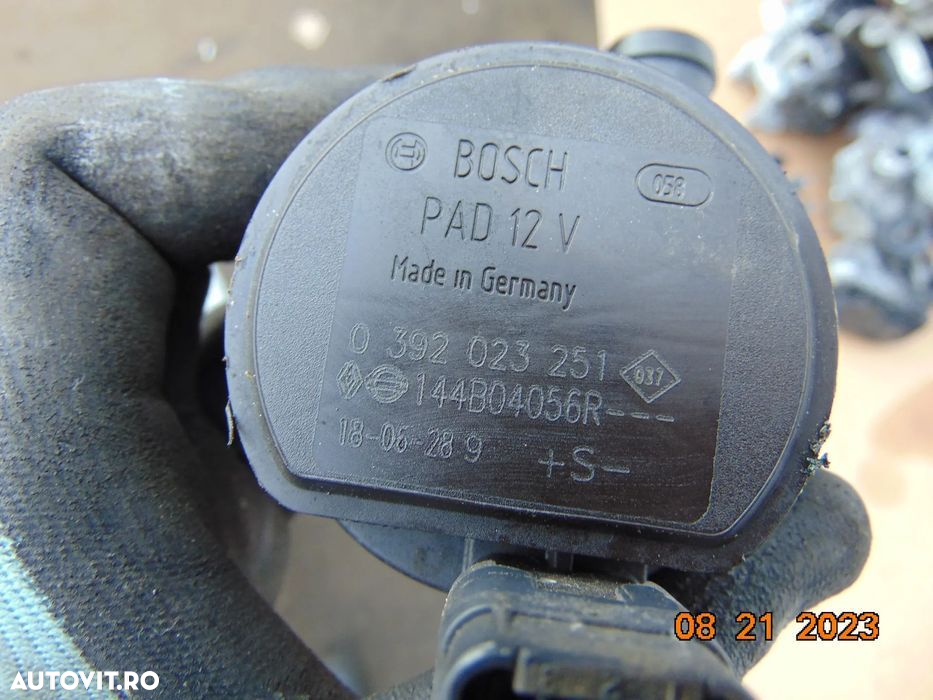 BOSCH
038
PAD 12 V
Made in Germany
0 392 023 251
037
144B04056R---
18-06-28 9
+S-
08 21 2023
AUTOVIT.RO